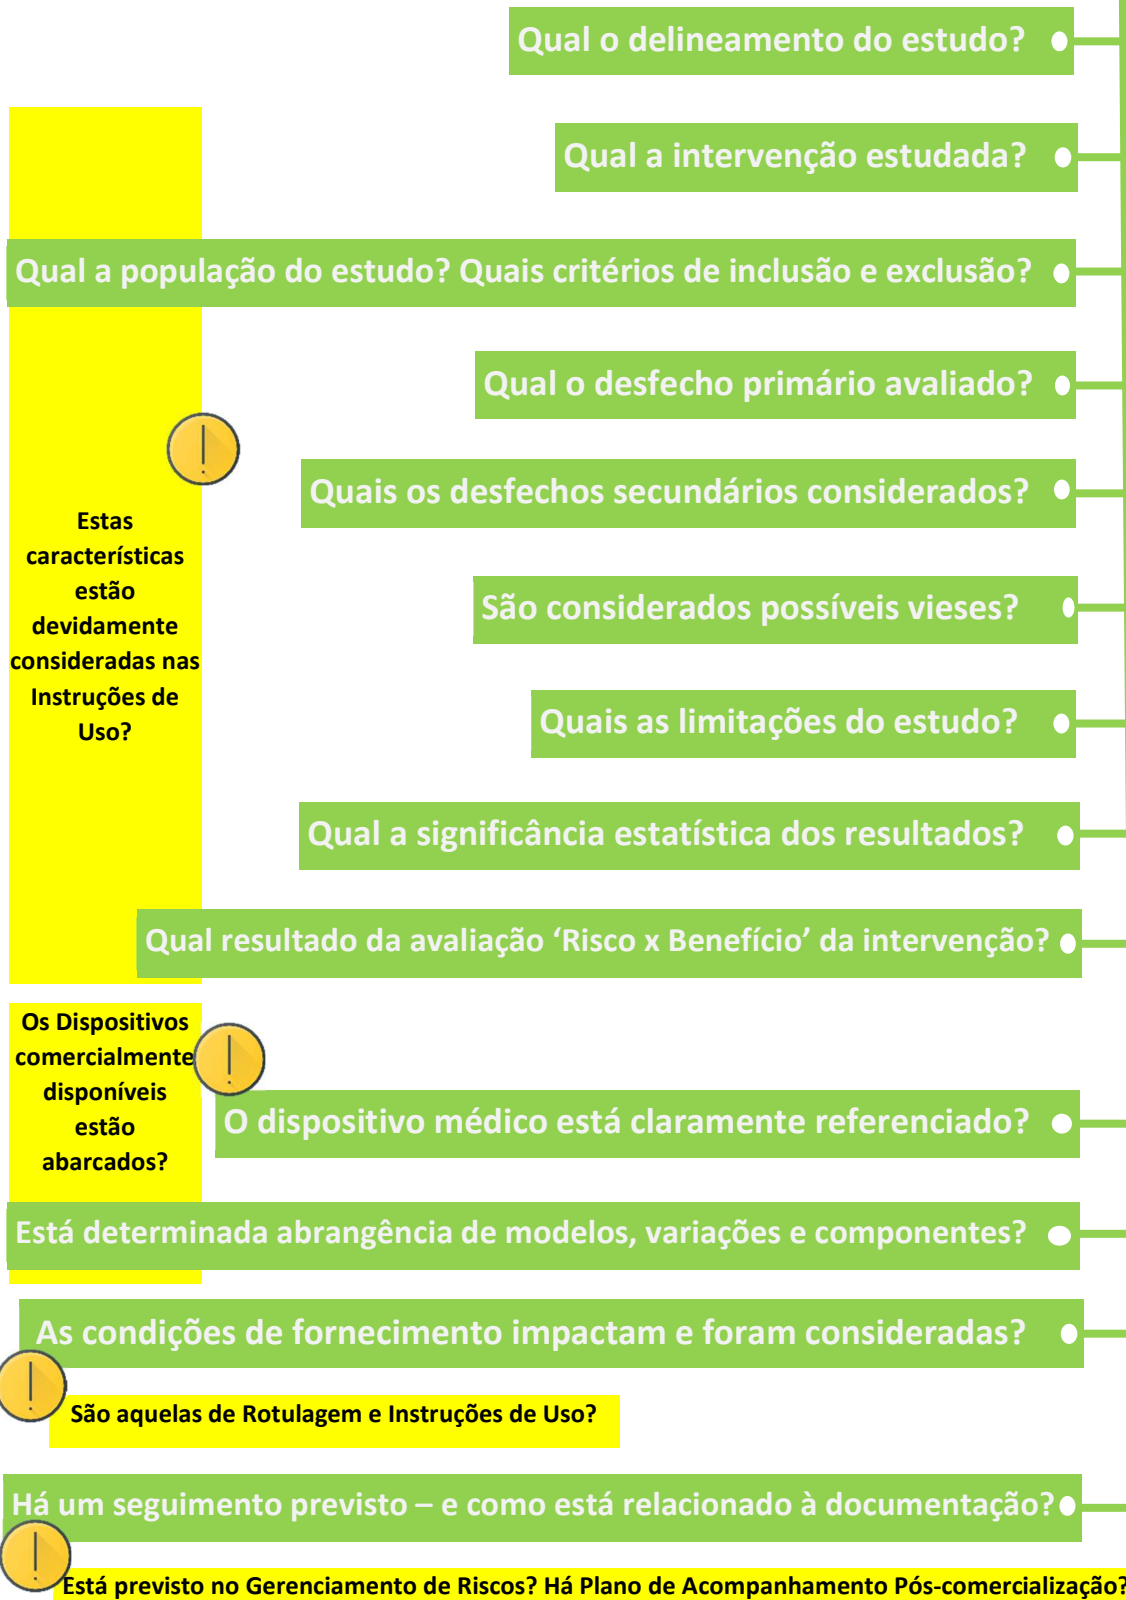 Qual o delineamento do estudo?
Qual a intervenção estudada?
Qual a população do estudo? Quais critérios de inclusão e exclusão?
Qual o desfecho primário avaliado?
Quais os desfechos secundários considerados?
Estas
características
estão
devidamente
consideradas nas
Instruções de
Uso?
São considerados possíveis vieses?
Quais as limitações do estudo?
Qual a significância estatística dos resultados?
Qual resultado da avaliação ‘Risco x Benefício’ da intervenção?
Os Dispositivos
comercialmente
disponíveis
estão
abarcados?
O dispositivo médico está claramente referenciado?
Está determinada abrangência de modelos, variações e componentes?
As condições de fornecimento impactam e foram consideradas?
São aquelas de Rotulagem e Instruções de Uso?
Há um seguimento previsto – e como está relacionado à documentação?
Está previsto no Gerenciamento de Riscos? Há Plano de Acompanhamento Pós-comercialização?